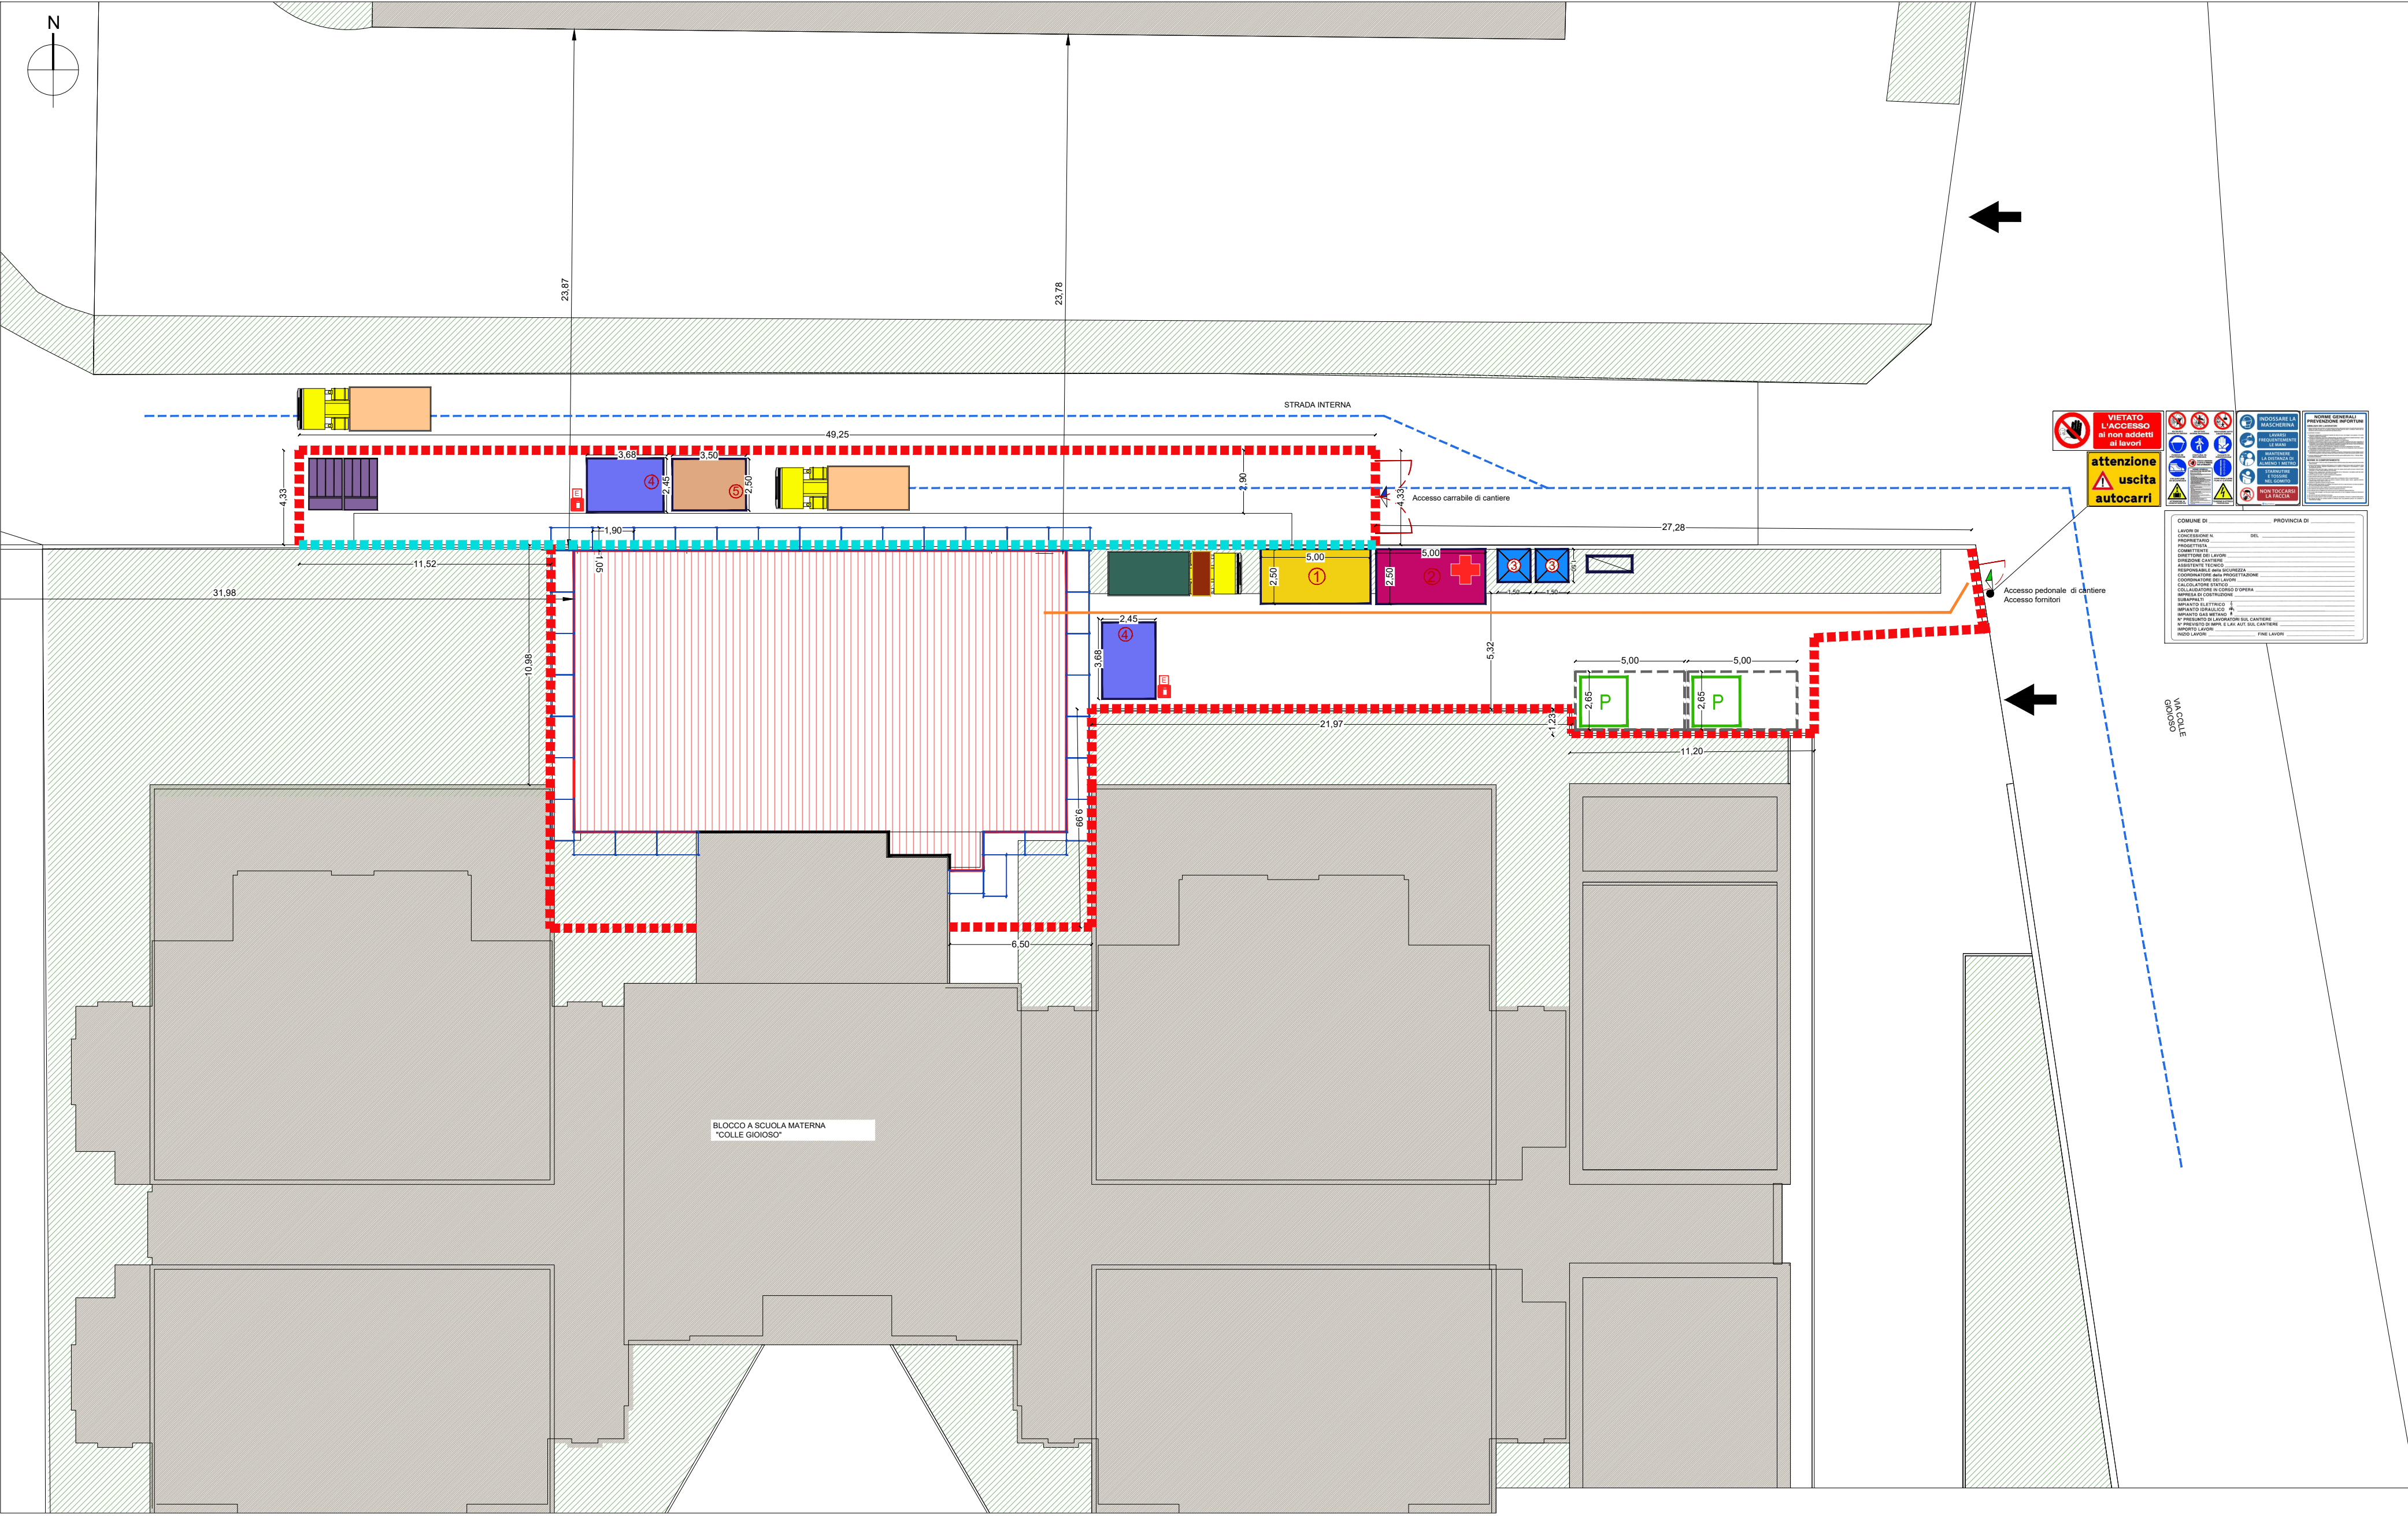 N
23,87
23,78
STRADA INTERNA
49,25
4,33
3,68
2,45
4
3,50
2,50
5
E
2,90
4,33
Accesso carrabile di cantiere
27,28
1,90
1,05
11,52
31,98
10,98
5,00
2,50
1
5,00
2,50
2
3
3
1,50
1,50
1,50
Accesso pedonale di cantiere
Accesso fornitori
2,45
3,68
4
E
5,32
5,00
5,00
2,65
P
2,65
P
1,23
21,97
11,20
9,99
6,50
VIA COLLE
GIOIOSO
BLOCCO A SCUOLA MATERNA
"COLLE GIOIOSO"
VIETATO
L'ACCESSO
ai non addetti
ai lavori
attenzione
uscita
autocarri
INDOSSARE LA
MASCHERINA
LAVARSI
FREQUENTEMENTE
LE MANI
MANTENERE
LA DISTANZA DI
ALMENO 1 METRO
STARNUTIRE
E TOSSIRE
NEL GOMITO
NON TOCCARSI
LA FACCIA
NORME GENERALI
PREVENZIONE INFORTUNI
COMUNE DI PROVINCIA DI
LAVORI DI
CONCESSIONE N. DEL
PROPRIETARIO
PROGETTISTA
COMMITTENTE
DIRETTORE DEI LAVORI
DIREZIONE CANTIERE
ASSISTENTE TECNICO
RESPONSABILE della SICUREZZA
COORDINATORE della PROGETTAZIONE
COORDINATORE DEI LAVORI
CALCOLATORE STATICO
COLLAUDATORE IN CORSO D'OPERA
IMPRESA DI COSTRUZIONE
SUBAPPALTI
IMPIANTO ELETTRICO
IMPIANTO IDRAULICO
IMPIANTO GAS METANO
N° PRESUNTO DI LAVORATORI SUL CANTIERE
N° PREVISTO DI IMPR. E LAV. AUT. SUL CANTIERE
IMPORTO LAVORI
INIZIO LAVORI FINE LAVORI